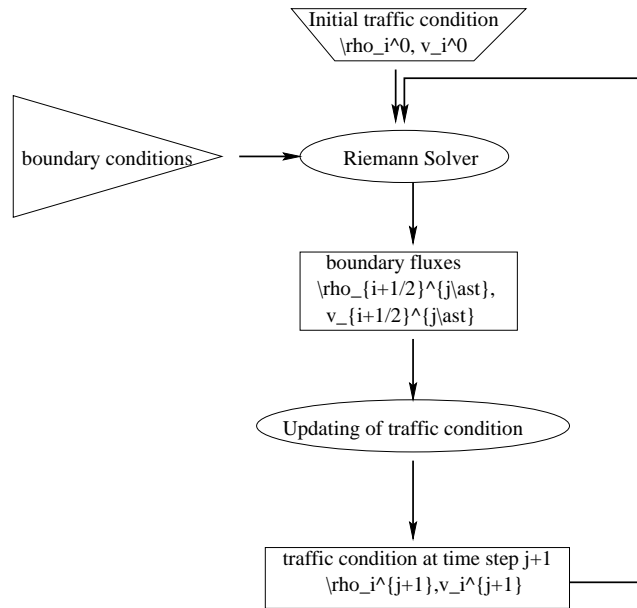 Initial traffic condition
\rho_i^0, v_i^0
boundary conditions
Riemann Solver
boundary fluxes
\rho_{i+1/2}^{j\ast},
v_{i+1/2}^{j\ast}
Updating of traffic condition
traffic condition at time step j+1
\rho_i^{j+1},v_i^{j+1}